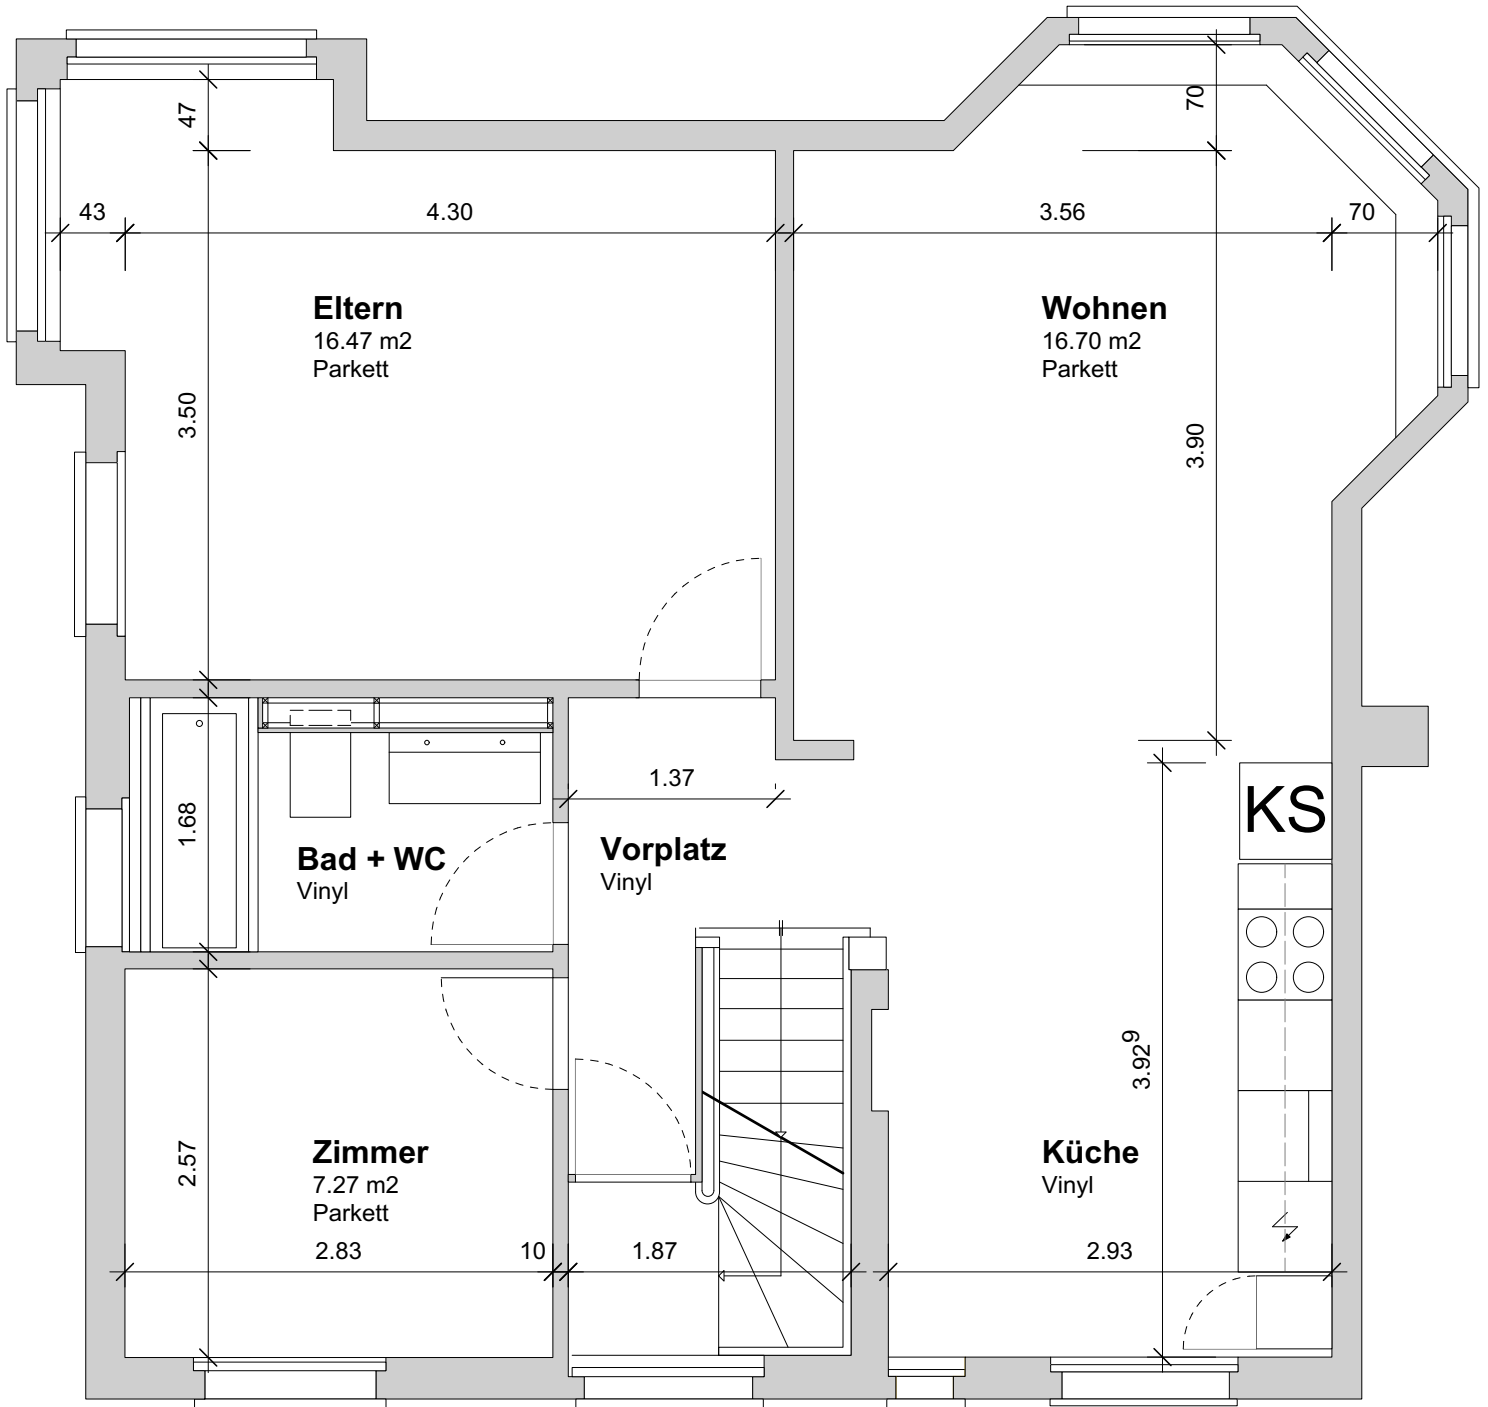 47
70
43
4.30
3.56
70
Eltern
16.47 m2
Parkett
Wohnen
16.70 m2
Parkett
3.50
3.90
1.37
KS
1.68
Bad + WC
Vinyl
Vorplatz
Vinyl
3.92⁹
2.57
Zimmer
7.27 m2
Parkett
Küche
Vinyl
2.83
10
1.87
2.93